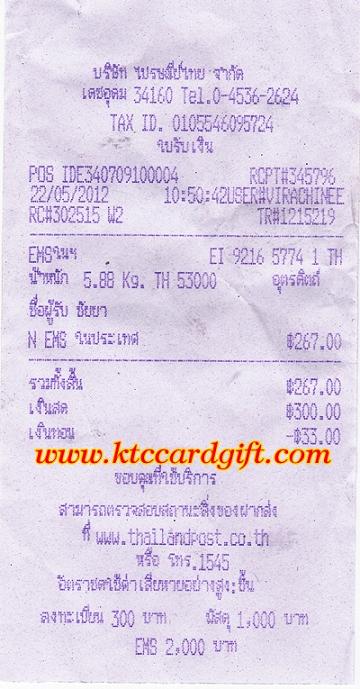 บริษัท ไปรษณีย์ไทย จำกัด
เดชอุดม 34160 Tel.0-4536-2624
TAX ID. 0105546095724
ใบรับเงิน
POS IDE340709100004 RCPT#345796
22/05/2012 10:50:42USER#VIRACHINEE
RC#302515 W2 TR#1215219
EMSในฯ EI 9216 5774 1 TH
น้ำหนัก 5.88 Kg. TH 53000 อุตรดิตถ์
ชื่อผู้รับ ชัยยา
N EMS ในประเทศ ฿267.00
รวมทั้งสิ้น ฿267.00
เงินสด ฿300.00
เงินทอน -฿33.00
www.ktccardgift.com
ขอบคุณที่ใช้บริการ
สามารถตรวจสอบสถานะสิ่งของฝากส่ง
ที่ www.thailandpost.co.th
หรือ โทร.1545
อัตราชดใช้ค่าเสียหายอย่างสูง:ชิ้น
ลงทะเบียน 300 บาท พัสดุ 1,000 บาท
EMS 2,000 บาท